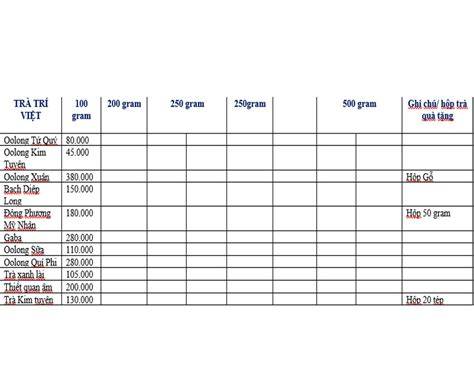 TRÀ TRÍ VIỆT 100 gram 200 gram 250 gram 250gram 500 gram Ghi chú/ hộp trà quà tặng
Oolong Tứ Quý 80.000
Oolong Kim Tuyên 45.000
Oolong Xuân 380.000 Hộp Gỗ
Bạch Diệp Long 150.000
Đông Phương Mỹ Nhân 180.000 Hộp 50 gram
Gaba 280.000
Oolong Sữa 110.000
Oolong Quí Phi 280.000
Trà xanh lài 105.000
Thiết quan âm 200.000
Trà Kim tuyên 130.000 Hộp 20 tép